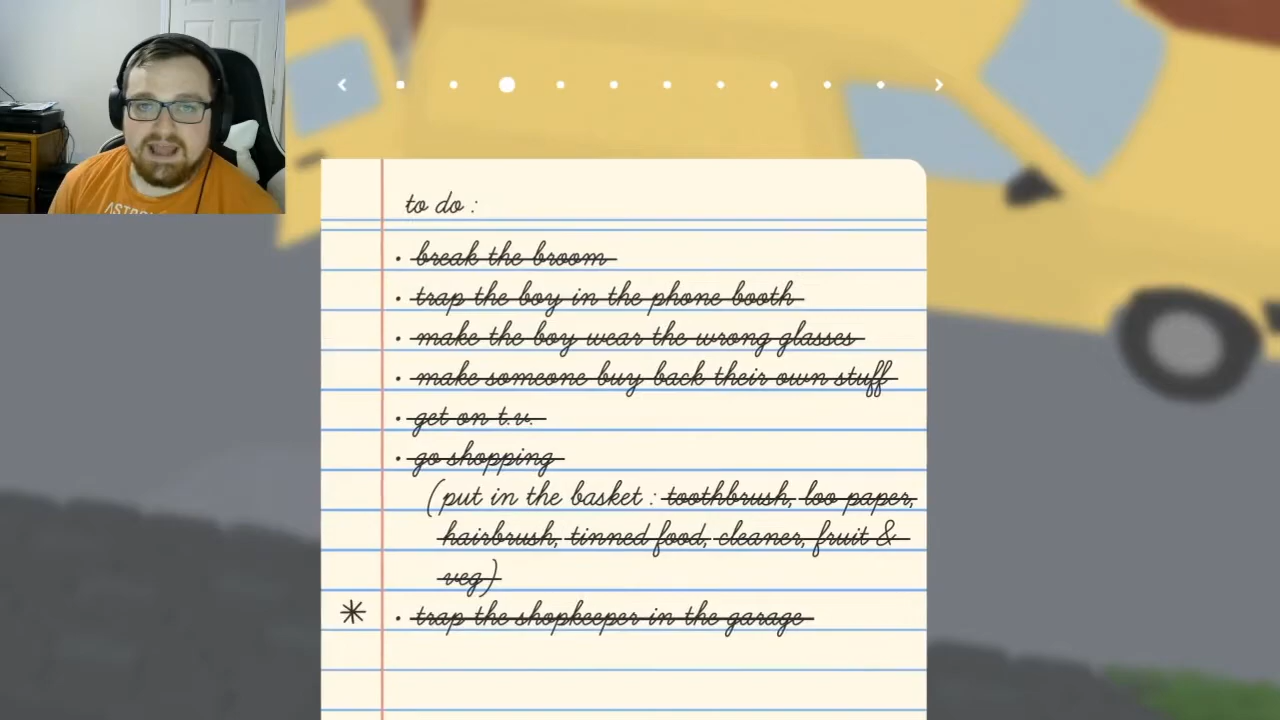 to do :
• break the broom
• trap the boy in the phone booth
• make the boy wear the wrong glasses
• make someone buy back their own stuff
• get on t.v.
• go shopping
(put in the basket : toothbrush, loo paper,
hairbrush, tinned food, cleaner, fruit &
veg)
* • trap the shopkeeper in the garage